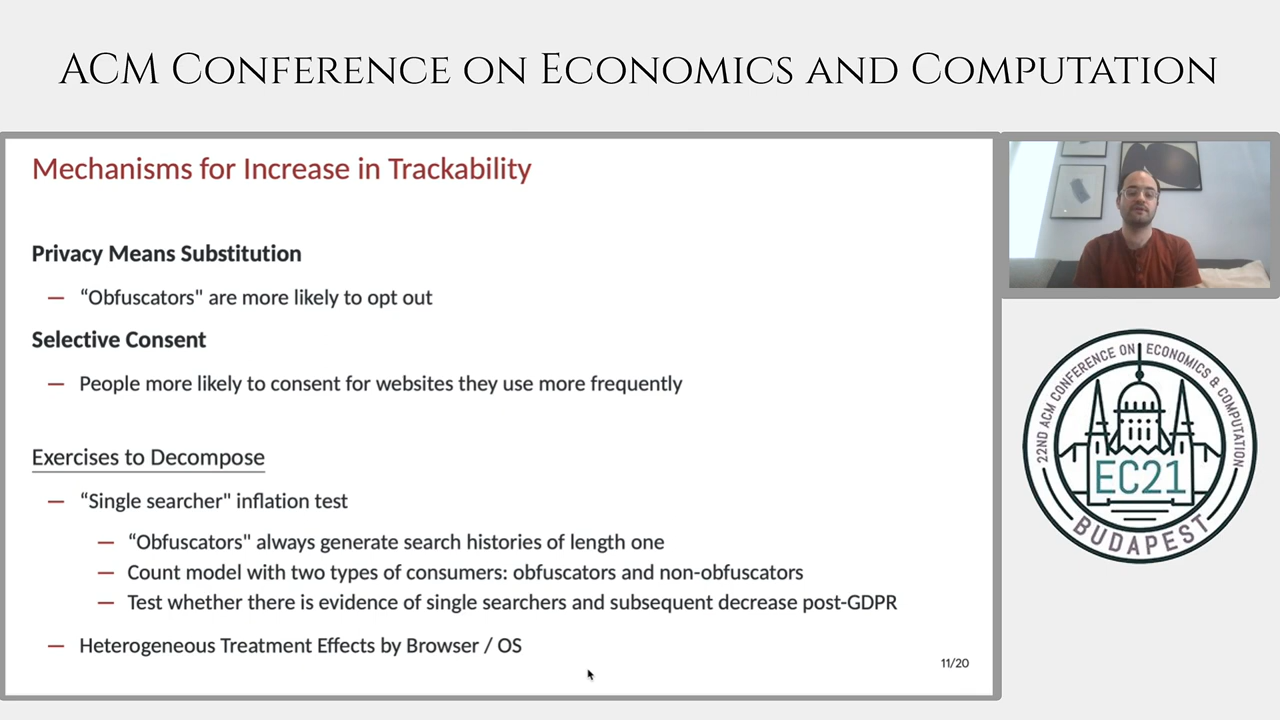 ACM Conference on Economics and Computation
Mechanisms for Increase in Trackability
Privacy Means Substitution
— “Obfuscators" are more likely to opt out
Selective Consent
— People more likely to consent for websites they use more frequently
Exercises to Decompose
— “Single searcher" inflation test
— “Obfuscators" always generate search histories of length one
— Count model with two types of consumers: obfuscators and non-obfuscators
— Test whether there is evidence of single searchers and subsequent decrease post-GDPR
— Heterogeneous Treatment Effects by Browser / OS
11/20
22ND ACM CONFERENCE ON ECONOMICS & COMPUTATION
EC21
BUDAPEST